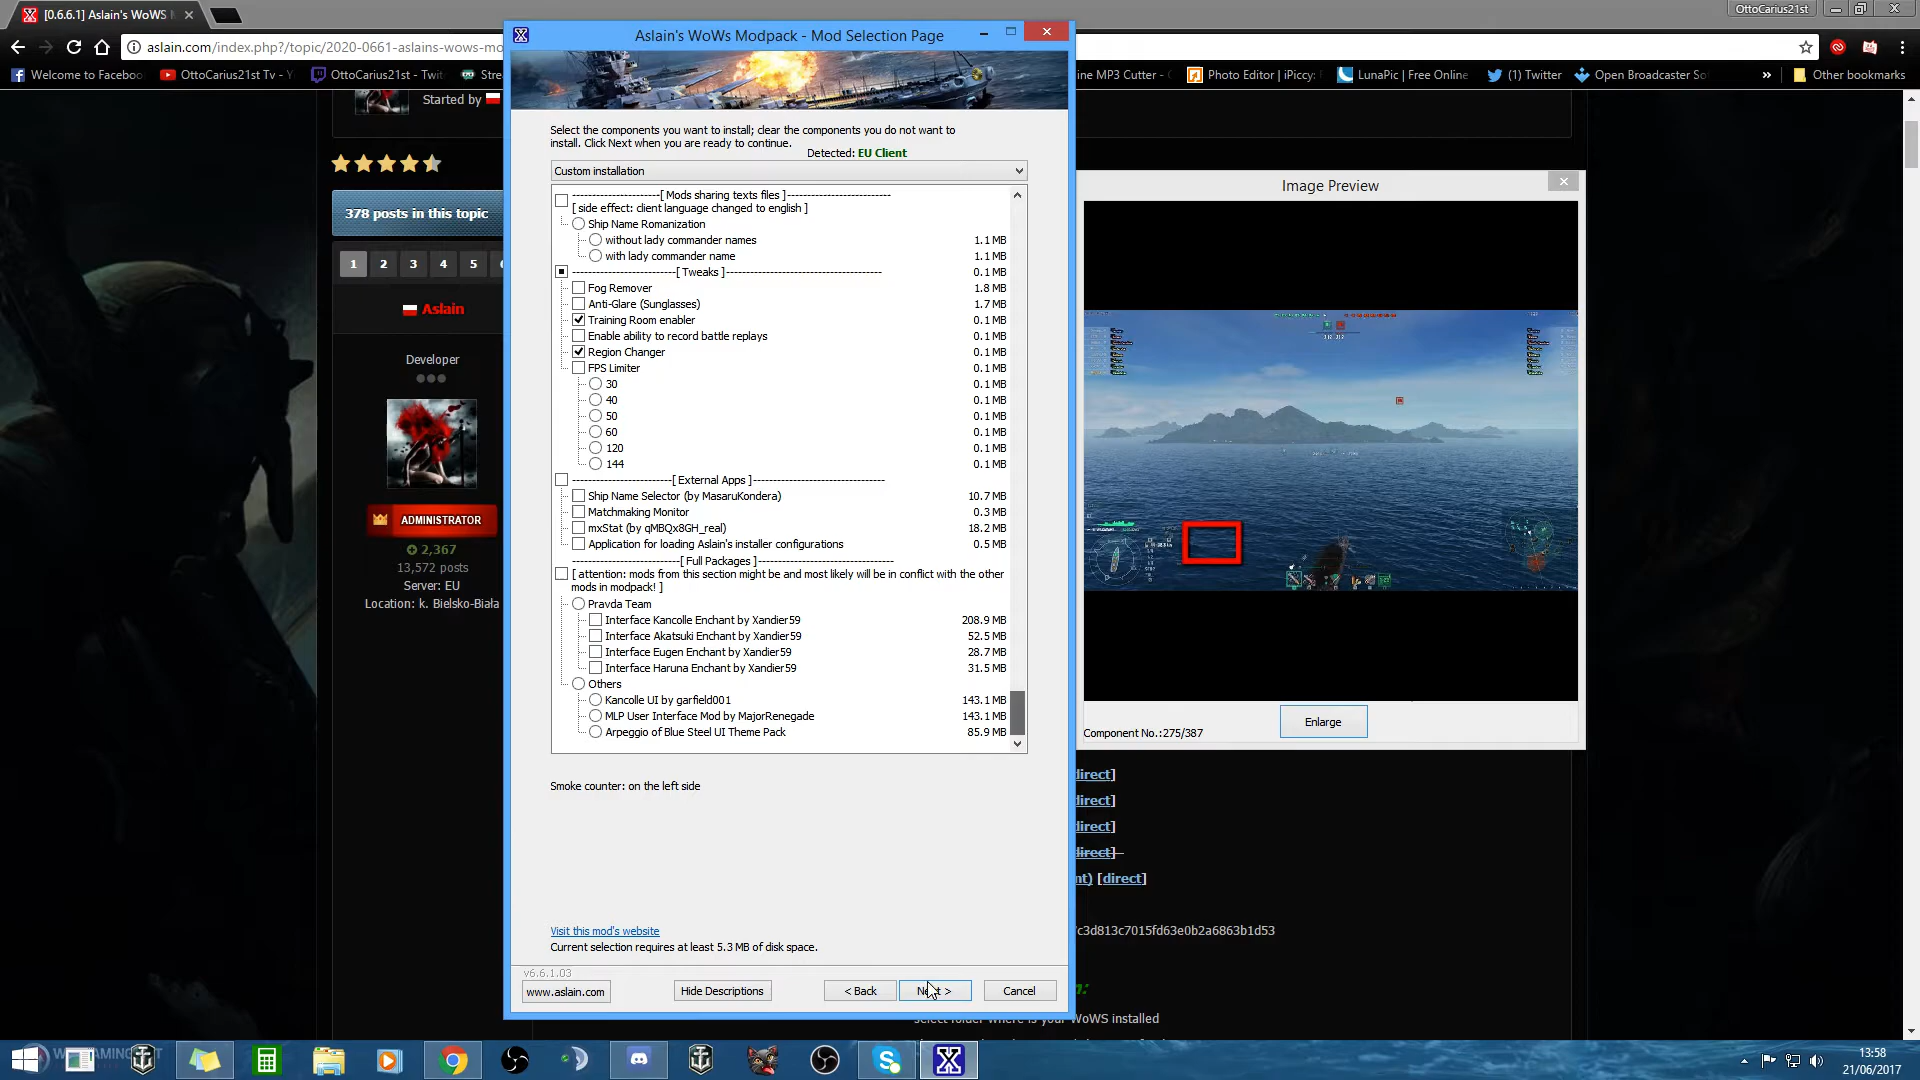 [0.6.6.1] Aslain's WoWS M
OttoCarius21st
aslain.com/index.php?/topic/2020-0661-aslains-wows-mo
Welcome to Faceboo
OttoCarius21st Tv - Y
OttoCarius21st - Twit
Stre
ine MP3 Cutter -
Photo Editor | iPiccy:
LunaPic | Free Online
(1) Twitter
Open Broadcaster So
»
Other bookmarks
Aslain's WoWs Modpack - Mod Selection Page
Started by
378 posts in this topic
1 2 3 4 5
Aslain
Developer
ADMINISTRATOR
2,367
13,572 posts
Server: EU
Location: k. Bielsko-Biała
Select the components you want to install; clear the components you do not want to
install. Click Next when you are ready to continue.
Detected: EU Client
Custom installation
----------------------[ Mods sharing texts files ]--------------------------
[ side effect: client language changed to english ]
Ship Name Romanization
without lady commander names 1.1 MB
with lady commander name 1.1 MB
--------------------------[ Tweaks ]--------------------------------------- 0.1 MB
Fog Remover 1.8 MB
Anti-Glare (Sunglasses) 1.7 MB
Training Room enabler 0.1 MB
Enable ability to record battle replays 0.1 MB
Region Changer 0.1 MB
FPS Limiter 0.1 MB
30 0.1 MB
40 0.1 MB
50 0.1 MB
60 0.1 MB
120 0.1 MB
144 0.1 MB
-------------------------[ External Apps ]----------------------------------
Ship Name Selector (by MasaruKondera) 10.7 MB
Matchmaking Monitor 0.3 MB
mxStat (by qMBQx8GH_real) 18.2 MB
Application for loading Aslain's installer configurations 0.5 MB
---------------------------[ Full Packages ]----------------------------------
[ attention: mods from this section might be and most likely will be in conflict with the other
mods in modpack! ]
Pravda Team
Interface Kancolle Enchant by Xandier59 208.9 MB
Interface Akatsuki Enchant by Xandier59 52.5 MB
Interface Eugen Enchant by Xandier59 28.7 MB
Interface Haruna Enchant by Xandier59 31.5 MB
Others
Kancolle UI by garfield001 143.1 MB
MLP User Interface Mod by MajorRenegade 143.1 MB
Arpeggio of Blue Steel UI Theme Pack 85.9 MB
Smoke counter: on the left side
Visit this mod's website
Current selection requires at least 5.3 MB of disk space.
v6.6.1.03
www.aslain.com
Hide Descriptions
< Back
Next >
Cancel
Image Preview
Enlarge
Component No.:275/387
direct]
direct]
direct]
direct]
nt) [direct]
c3d813c7015fd63e0b2a6863b1d53
select folder where is your WoWS installed
13:58
21/06/2017